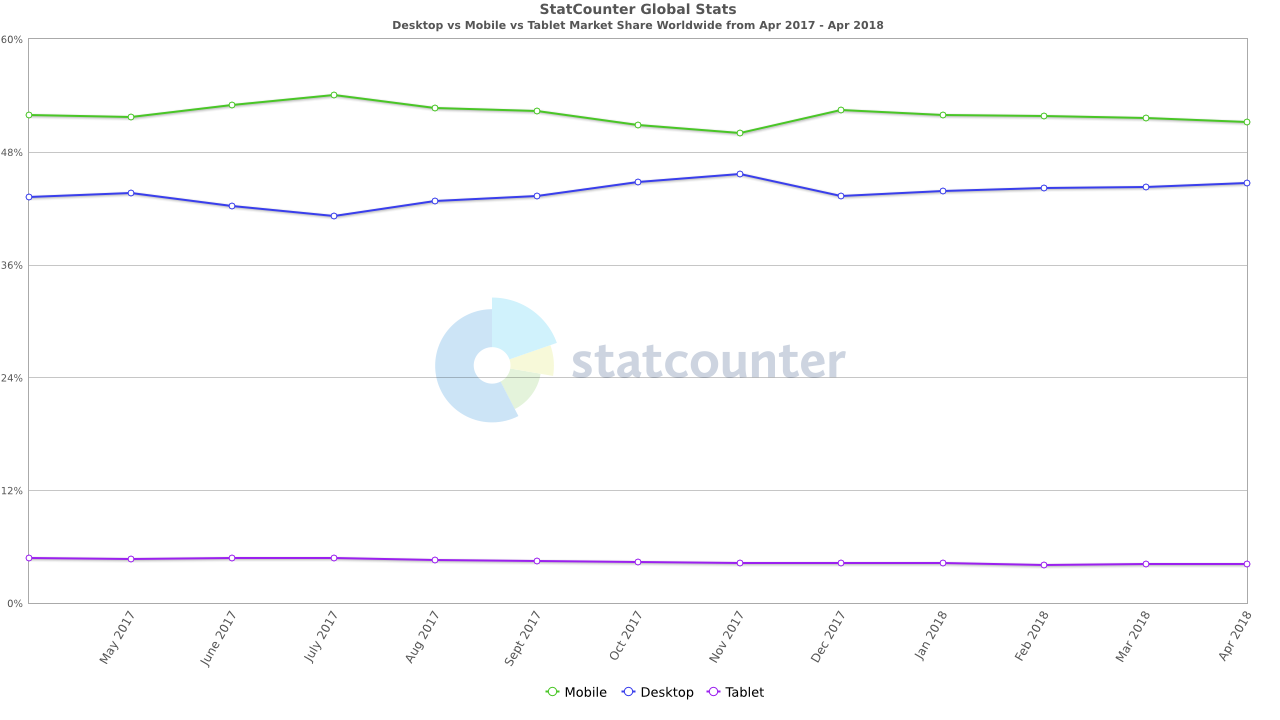 StatCounter Global Stats
Desktop vs Mobile vs Tablet Market Share Worldwide from Apr 2017 - Apr 2018
60%
48%
36%
24%
12%
0%
statcounter
May 2017
June 2017
July 2017
Aug 2017
Sept 2017
Oct 2017
Nov 2017
Dec 2017
Jan 2018
Feb 2018
Mar 2018
Apr 2018
Mobile Desktop Tablet